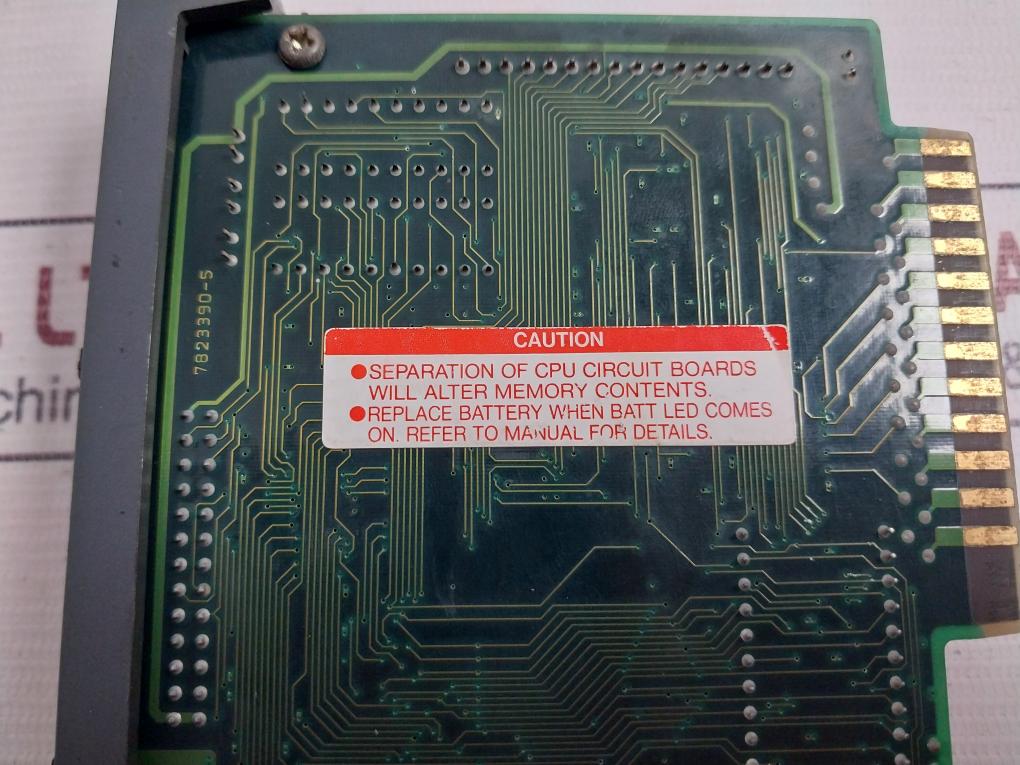 CAUTION
●SEPARATION OF CPU CIRCUIT BOARDS
WILL ALTER MEMORY CONTENTS.
●REPLACE BATTERY WHEN BATT LED COMES
ON. REFER TO MANUAL FOR DETAILS.
7823390-5